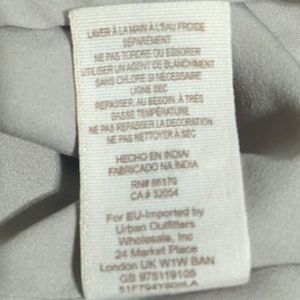 LAVER À LA MAIN À L'EAU FROIDE
SÉPARÉMENT
NE PAS TORDRE OU ESSORER
UTILISER UN AGENT DE BLANCHIMENT
SANS CHLORE SI NÉCESSAIRE
LIGNE SEC
REPASSER, AU BESOIN, À TRÈS
BASSE TEMPÉRATURE
NE PAS REPASSER LA DECORATION
NE PAS NETTOYER À SEC
HECHO EN INDIA/
FABRICADO NA ÍNDIA
RN# 66170
CA# 32054
For EU-Imported by
Urban Outfitters
Wholesale, Inc
24 Market Place
London UK W1W BAN
GB 975119108